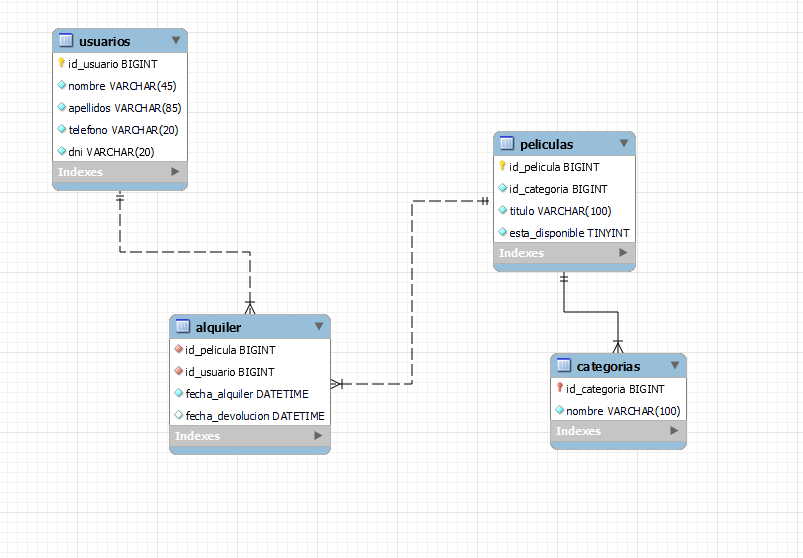 usuarios
id_usuario BIGINT
nombre VARCHAR(45)
apellidos VARCHAR(85)
telefono VARCHAR(20)
dni VARCHAR(20)
Indexes
peliculas
id_pelicula BIGINT
id_categoria BIGINT
titulo VARCHAR(100)
esta_disponible TINYINT
Indexes
alquiler
id_pelicula BIGINT
id_usuario BIGINT
fecha_alquiler DATETIME
fecha_devolucion DATETIME
Indexes
categorias
id_categoria BIGINT
nombre VARCHAR(100)
Indexes